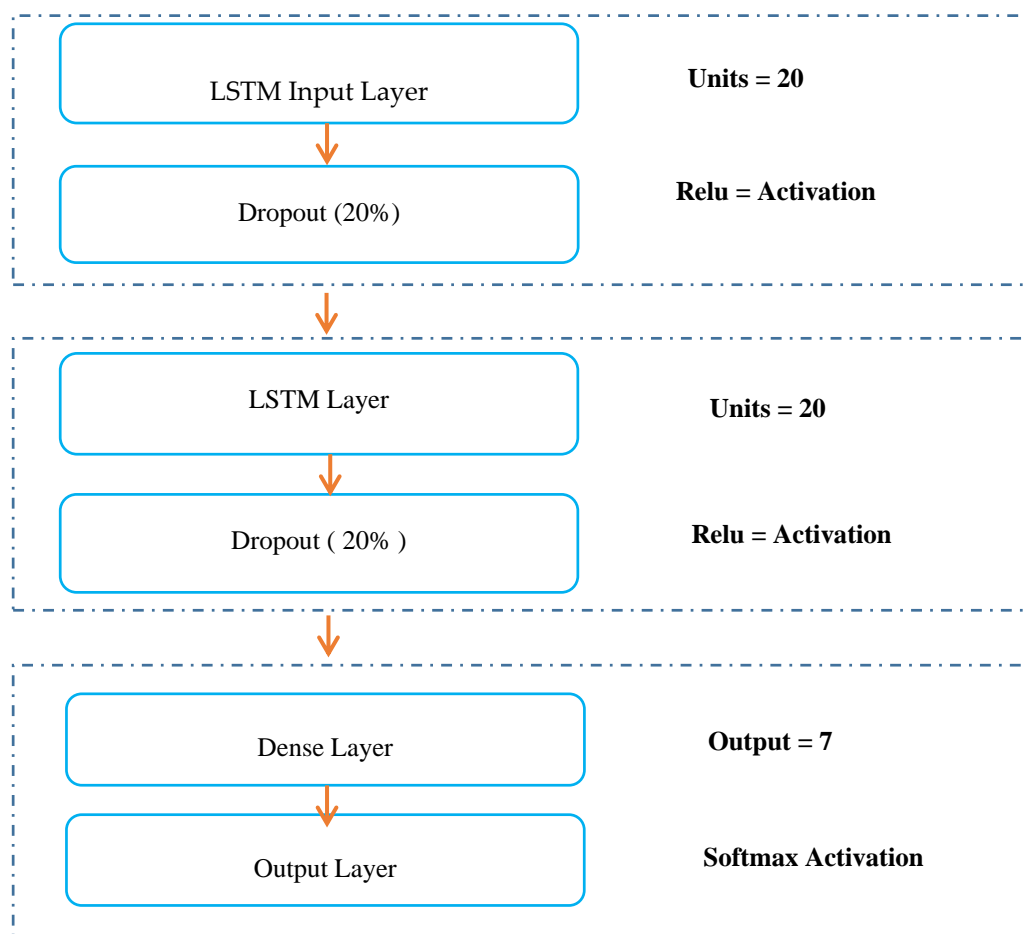 LSTM Input Layer
Units = 20
Dropout (20%)
Relu = Activation
LSTM Layer
Units = 20
Dropout ( 20% )
Relu = Activation
Dense Layer
Output = 7
Output Layer
Softmax Activation